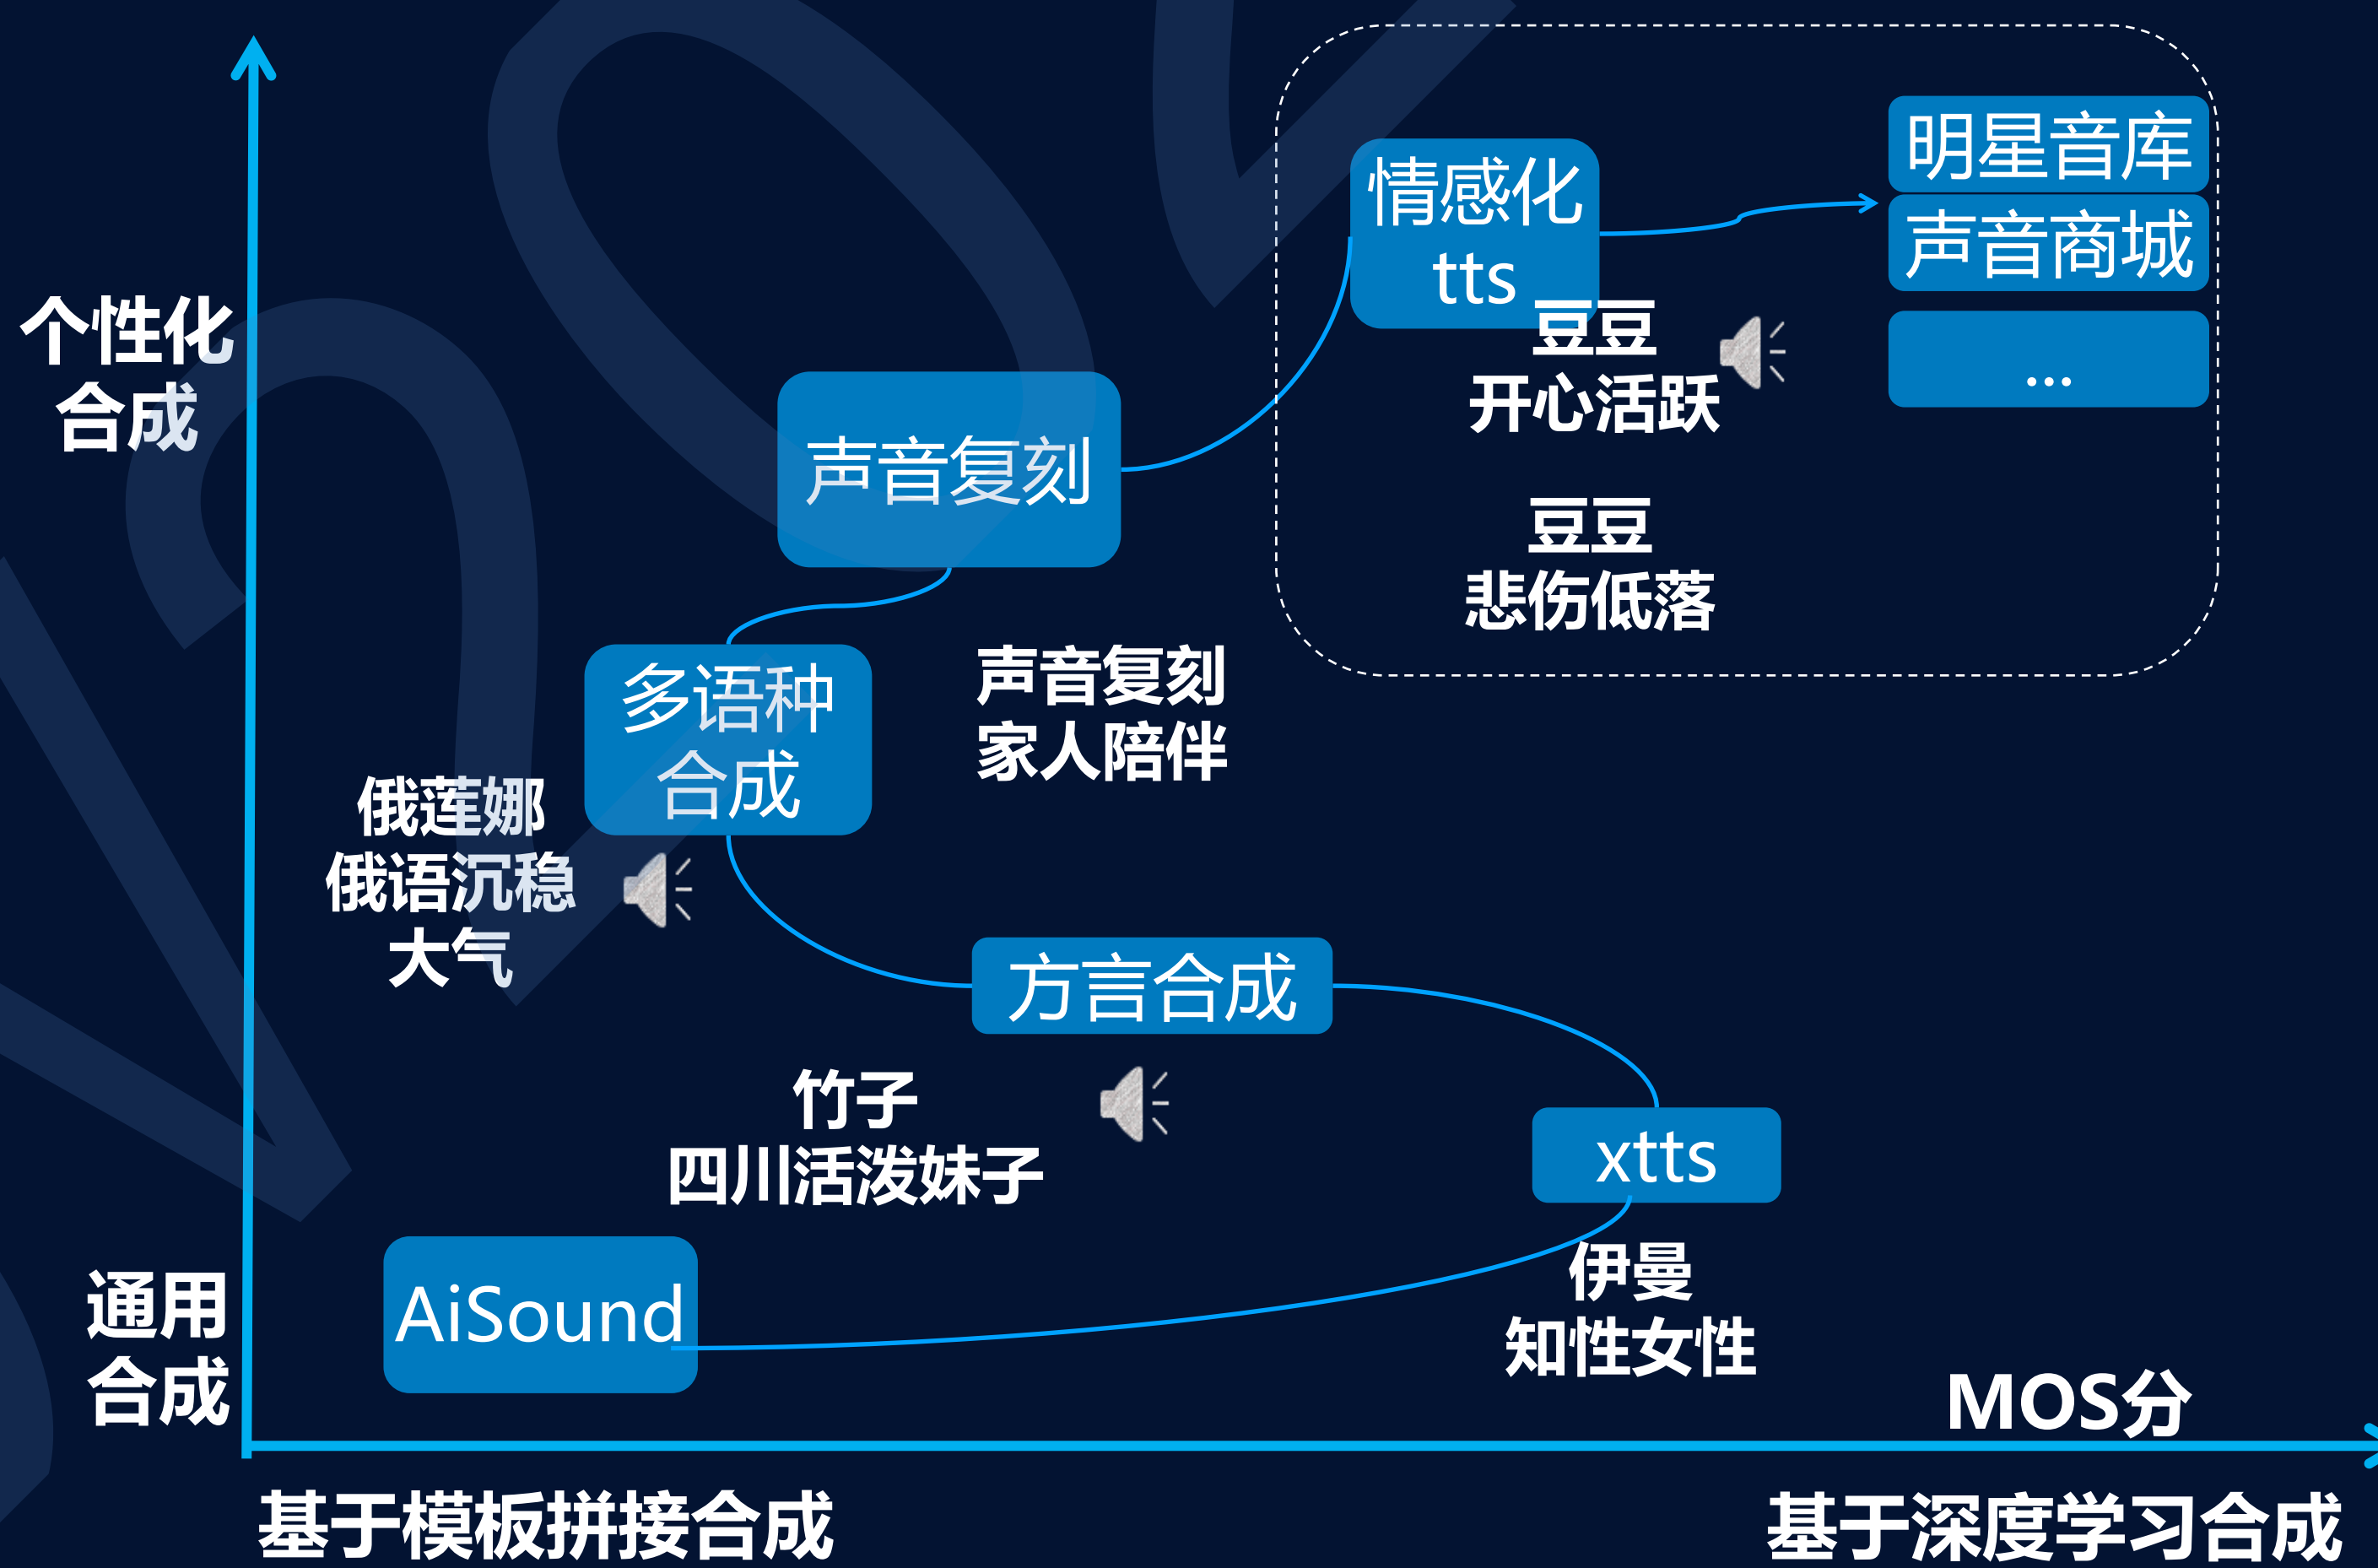 明星音库
情感化
tts
声音商城
个性化
合成
豆豆
开心活跃
...
声音复刻
豆豆
悲伤低落
多语种
合成
声音复刻
家人陪伴
俄莲娜
俄语沉稳
大气
方言合成
竹子
四川活泼妹子
xtts
通用
合成
AiSound
伊曼
知性女性
MOS分
基于模板拼接合成
基于深度学习合成